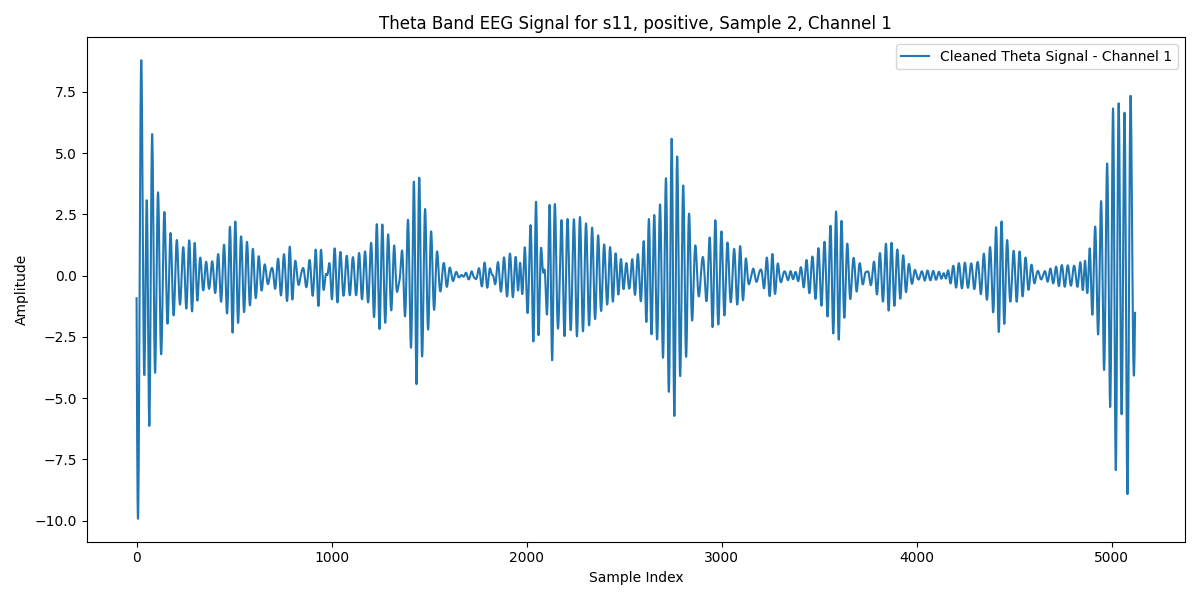 Theta Band EEG Signal for s11, positive, Sample 2, Channel 1
Cleaned Theta Signal - Channel 1
Amplitude
7.5
5.0
2.5
0.0
−2.5
−5.0
−7.5
−10.0
0 1000 2000 3000 4000 5000
Sample Index